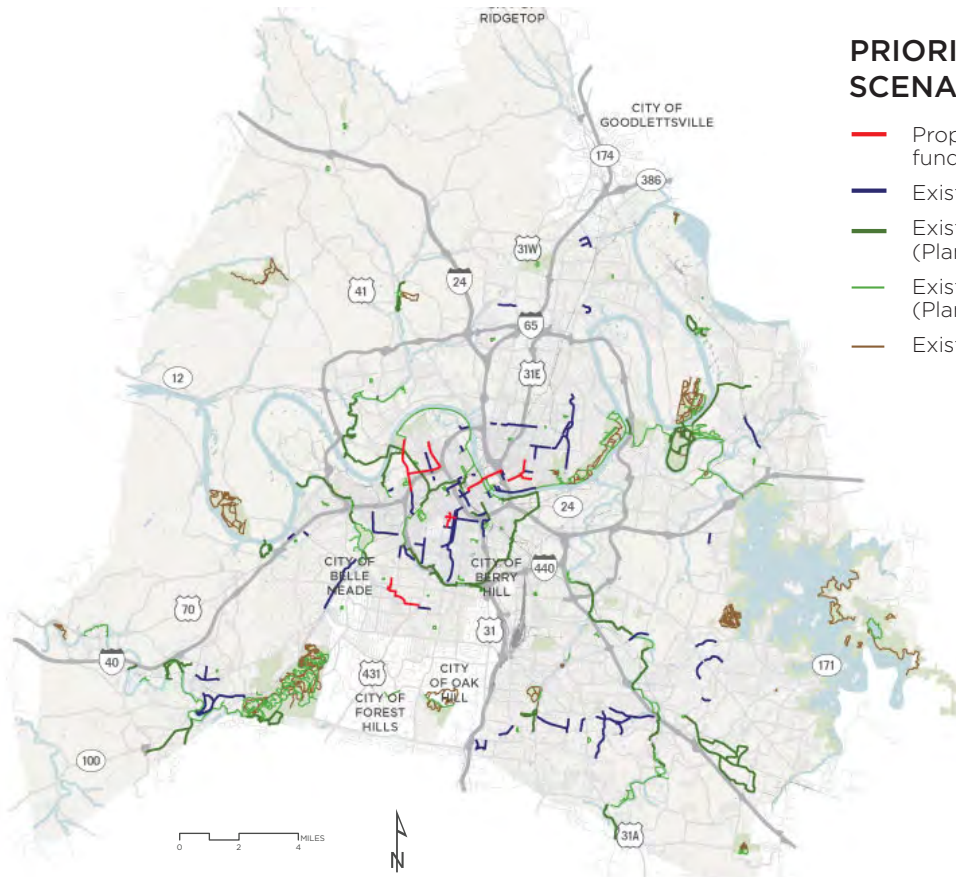 RIDGETOP
PRIORI
SCENA
CITY OF
GOODLETTSVILLE
174
386
Prop
func
Exist
Exist
(Plar
Exist
(Plar
Exist
31W
24
41
65
31E
12
24
CITY OF
BELLE
MEADE
CITY OF
BERRY
HILL
440
70
31
40
431
CITY
OF OAK
HILL
171
CITY OF
FOREST
HILLS
100
31A
MILES
0 2 4
N